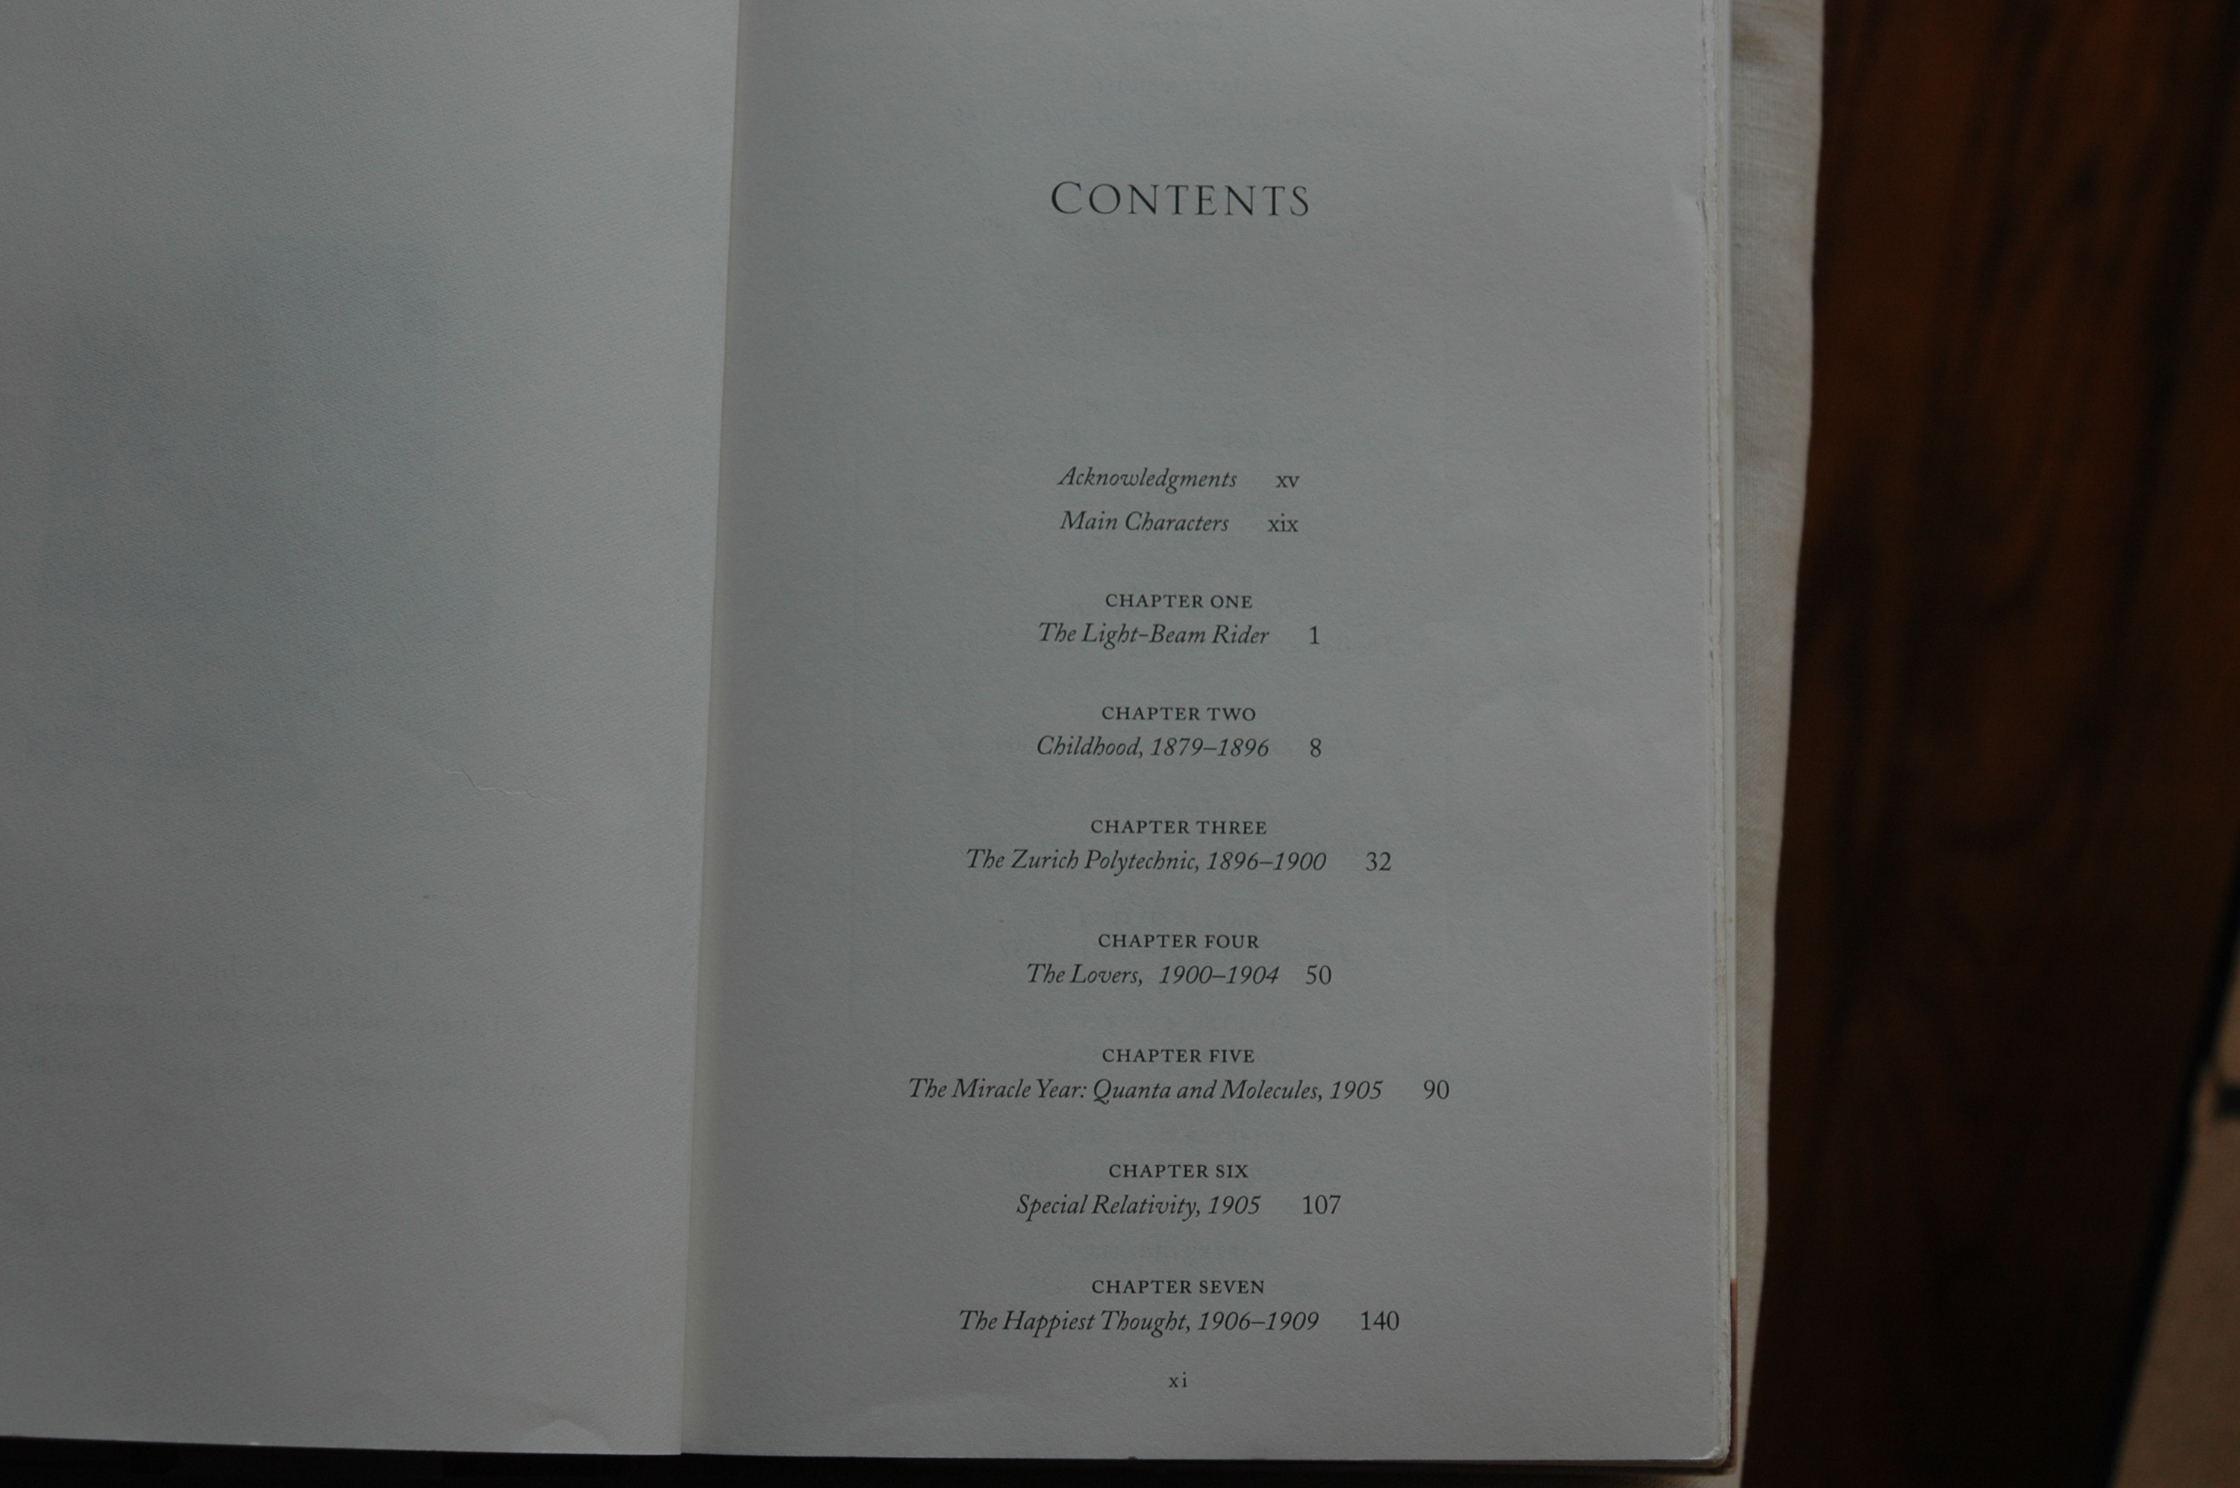 CONTENTS
Acknowledgments xv
Main Characters xix
CHAPTER ONE
The Light-Beam Rider 1
CHAPTER TWO
Childhood, 1879–1896 8
CHAPTER THREE
The Zurich Polytechnic, 1896–1900 32
CHAPTER FOUR
The Lovers, 1900–1904 50
CHAPTER FIVE
The Miracle Year: Quanta and Molecules, 1905 90
CHAPTER SIX
Special Relativity, 1905 107
CHAPTER SEVEN
The Happiest Thought, 1906–1909 140
xi